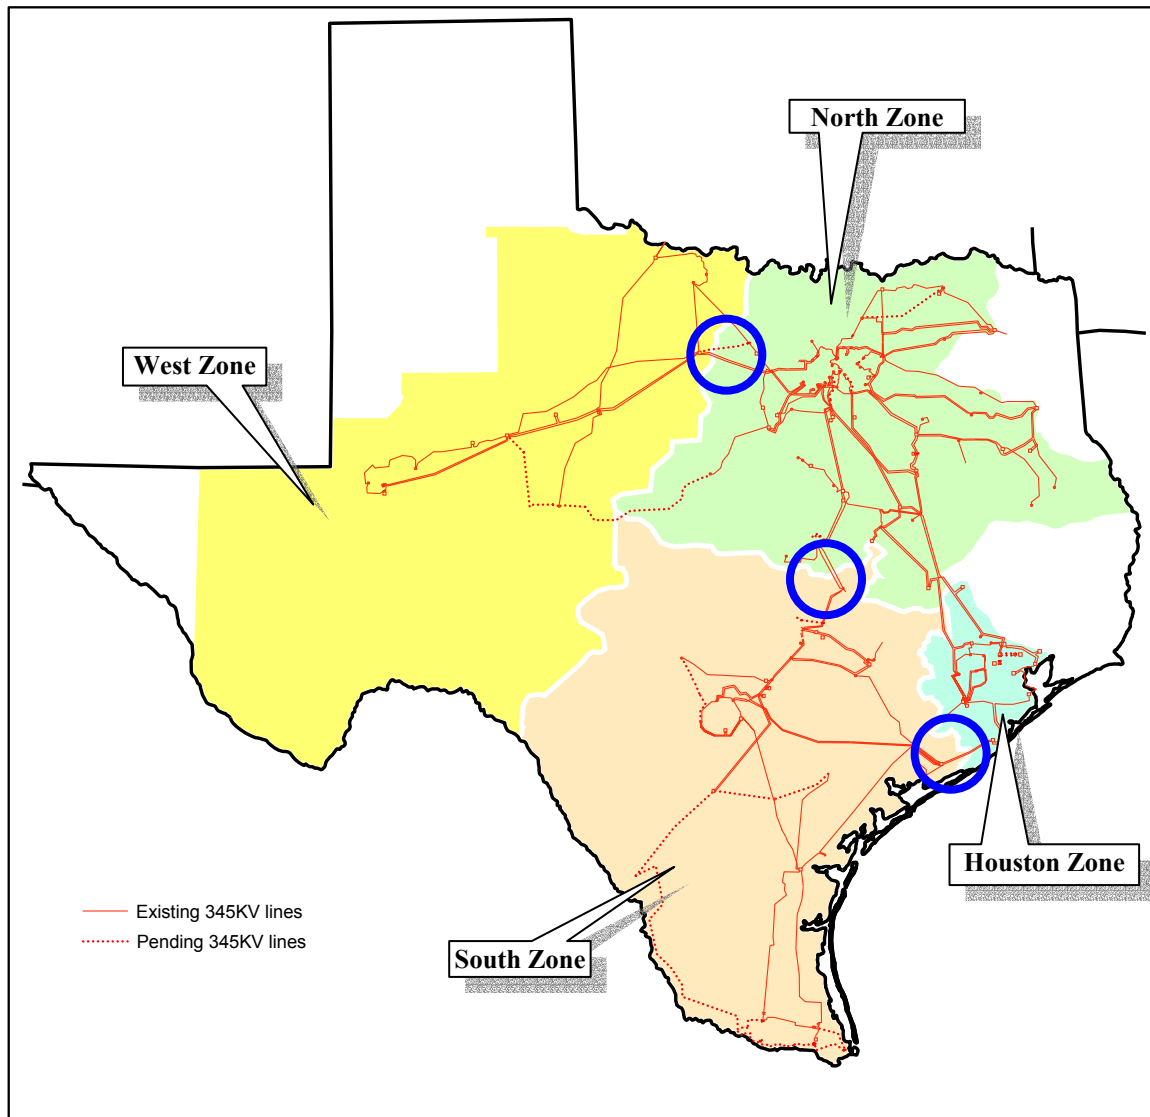 North Zone
West Zone
Houston Zone
Existing 345KV lines
Pending 345KV lines
South Zone